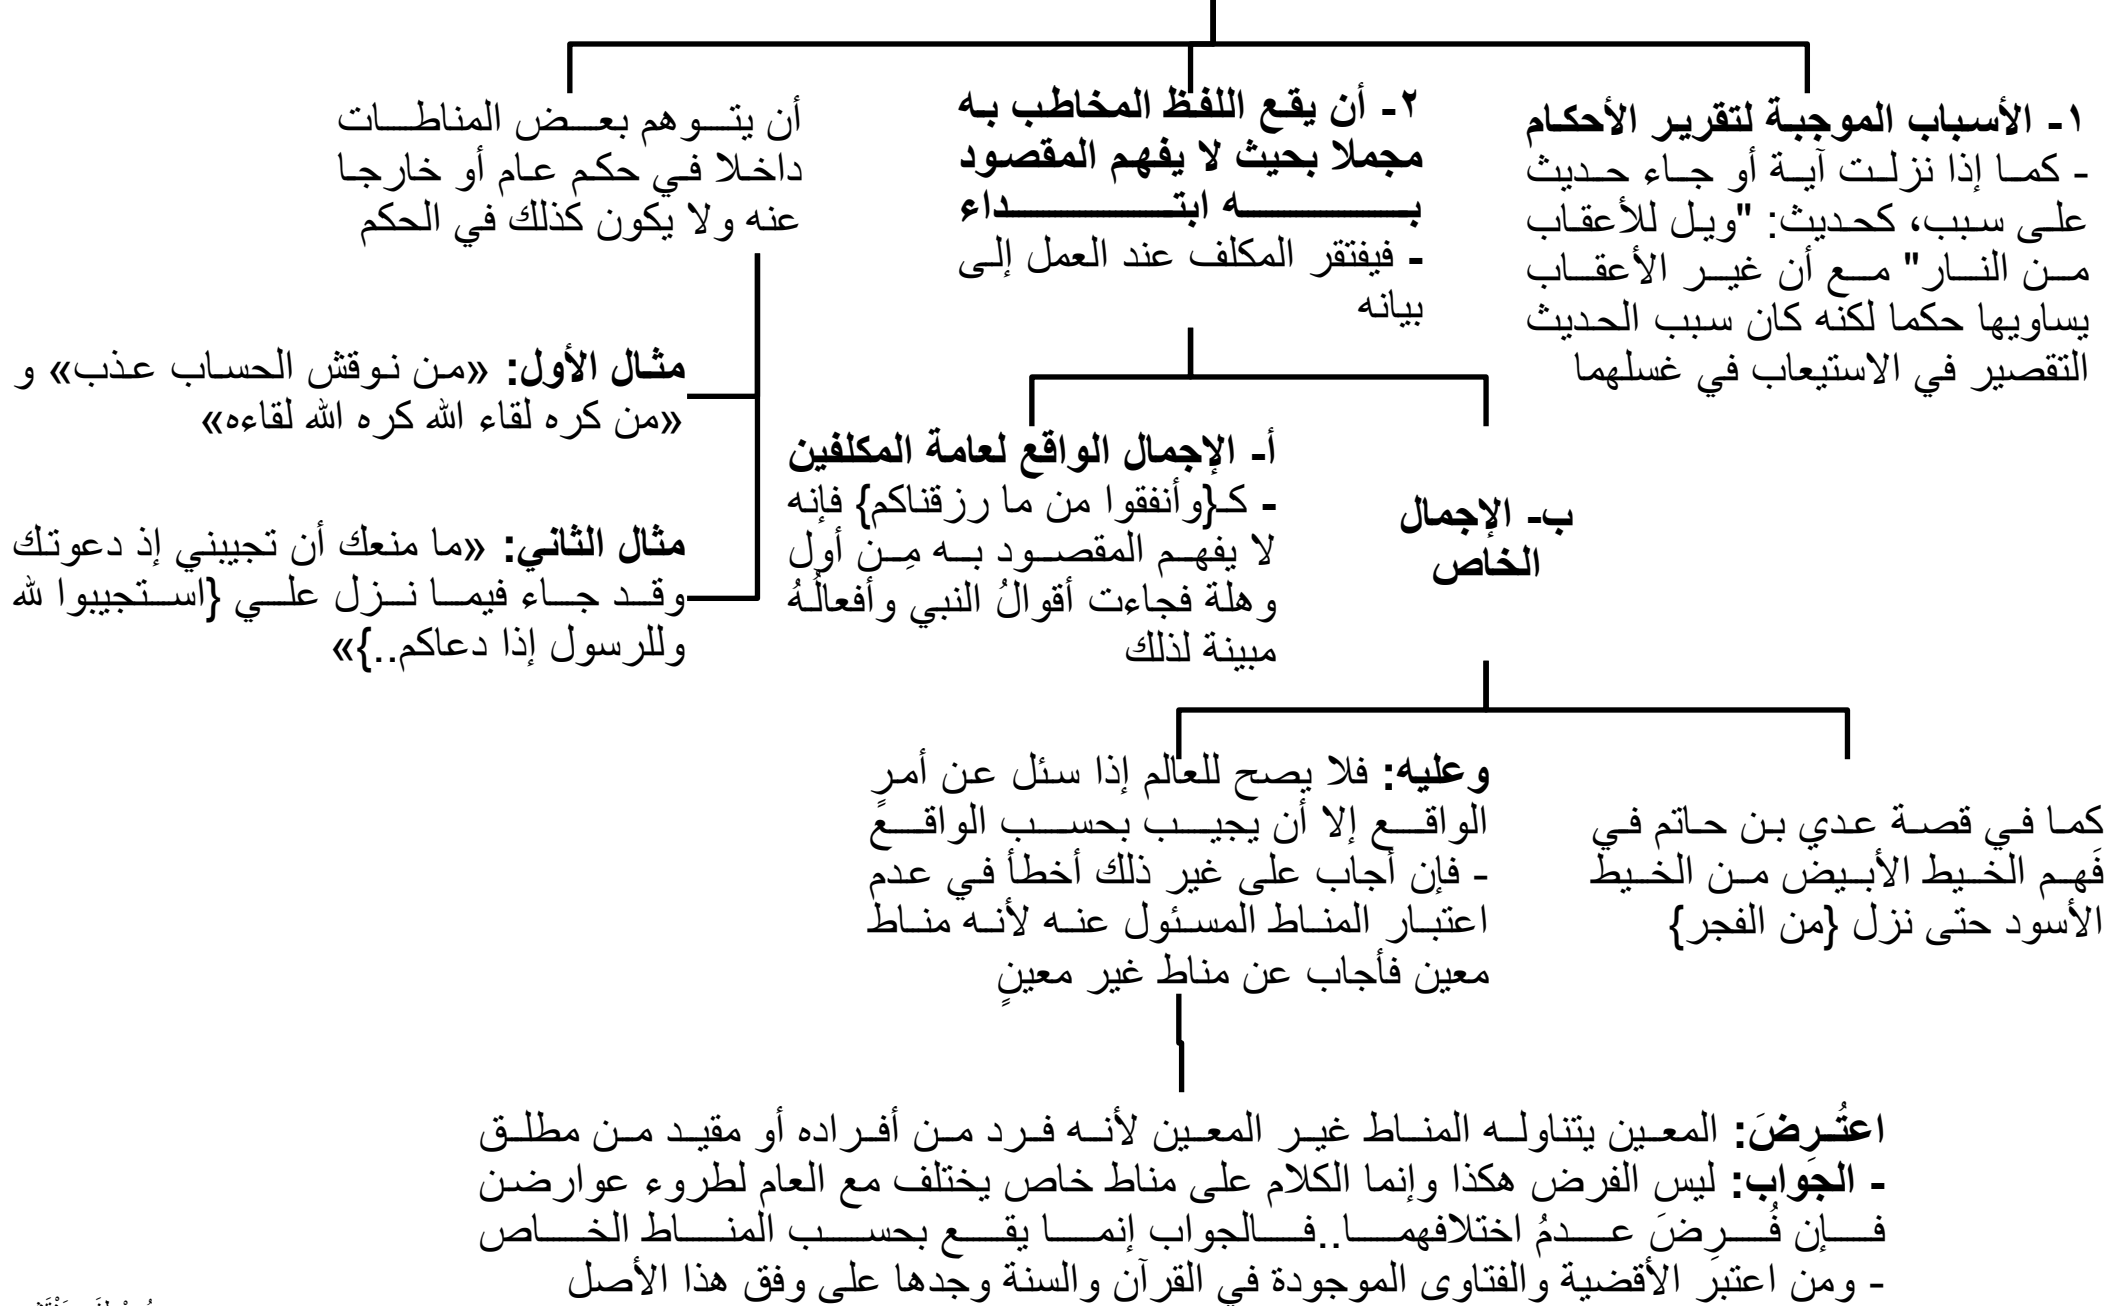 ١- الأسباب الموجبة لتقرير الأحكام
- كما إذا نزلت آية أو جاء حديث
على سبب، كحديث: "ويل للأعقاب
من النار" مع أن غير الأعقاب
يساويها حكما لكنه كان سبب الحديث
التقصير في الاستيعاب في غسلهما
٢- أن يقع اللفظ المخاطب به
مجملا بحيث لا يفهم المقصود
به ابتداء
- فيفتقر المكلف عند العمل إلى
بيانه
أن يتوهم بعض المناطات
داخلا في حكم عام أو خارجا
عنه ولا يكون كذلك في الحكم
مثال الأول: «من نوقش الحساب عذب» و
«من كره لقاء الله كره الله لقاءه»
مثال الثاني: «ما منعك أن تجيبني إذ دعوتك
وقد جاء فيما نزل علي {استجيبوا لله
وللرسول إذا دعاكم..}»
أ- الإجمال الواقع لعامة المكلفين
- كـ{وأنفقوا من ما رزقناكم} فإنه
لا يفهم المقصود به مِن أول
وهلة فجاءت أقوالُ النبي وأفعالُهُ
مبينة لذلك
ب- الإجمال
الخاص
كما في قصة عدي بن حاتم في
فَهم الخيط الأبيض من الخيط
الأسود حتى نزل {من الفجر}
وعليه: فلا يصح للعالم إذا سئل عن أمرٍ
الواقع إلا أن يجيب بحسب الواقع
- فإن أجاب على غير ذلك أخطأ في عدم
اعتبار المناط المسئول عنه لأنه مناط
معين فأجاب عن مناط غير معينٍ
اعتُرِضَ: المعين يتناوله المناط غير المعين لأنه فرد من أفراده أو مقيد من مطلق
- الجواب: ليس الفرض هكذا وإنما الكلام على مناط خاص يختلف مع العام لطروء عوارضن
فإن فُرِضَ عدمُ اختلافهما..فالجواب إنما يقع بحسب المناط الخاص
- ومن اعتبر الأقضية والفتاوى الموجودة في القرآن والسنة وجدها على وفق هذا الأصل